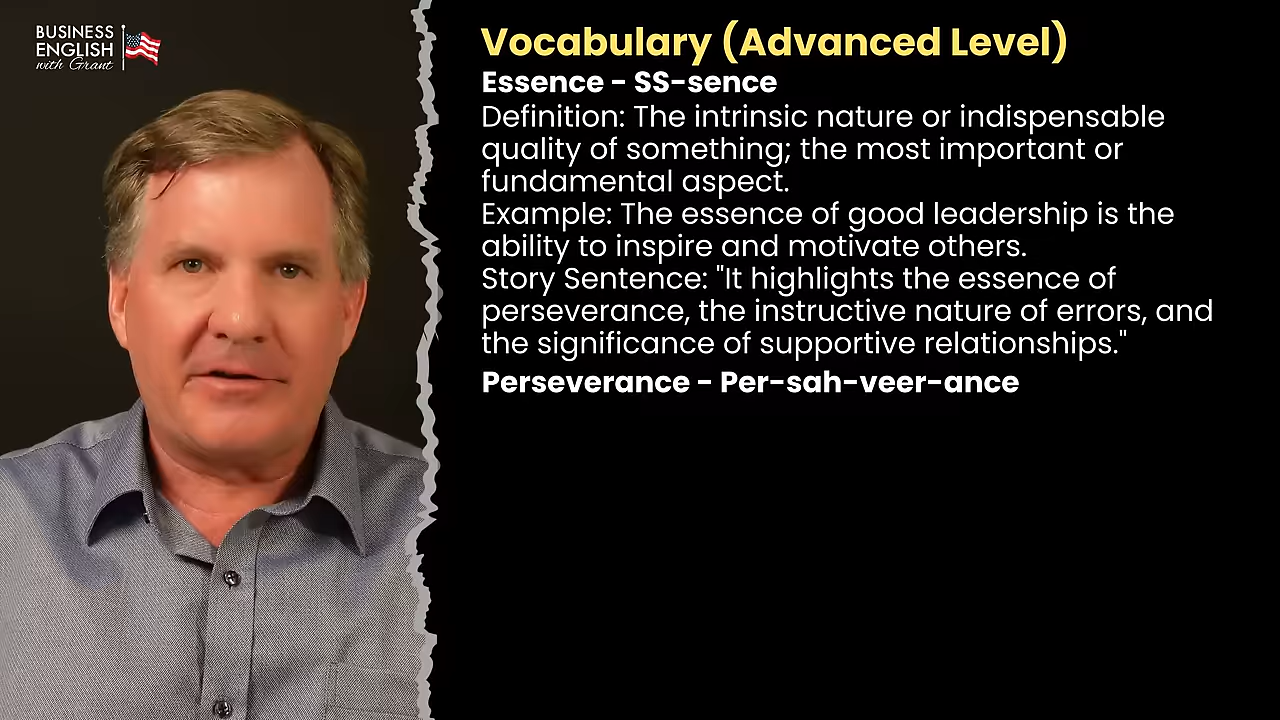 BUSINESS
ENGLISH
with Grant
Vocabulary (Advanced Level)
Essence - SS-sence
Definition: The intrinsic nature or indispensable
quality of something; the most important or
fundamental aspect.
Example: The essence of good leadership is the
ability to inspire and motivate others.
Story Sentence: "It highlights the essence of
perseverance, the instructive nature of errors, and
the significance of supportive relationships."
Perseverance - Per-sah-veer-ance